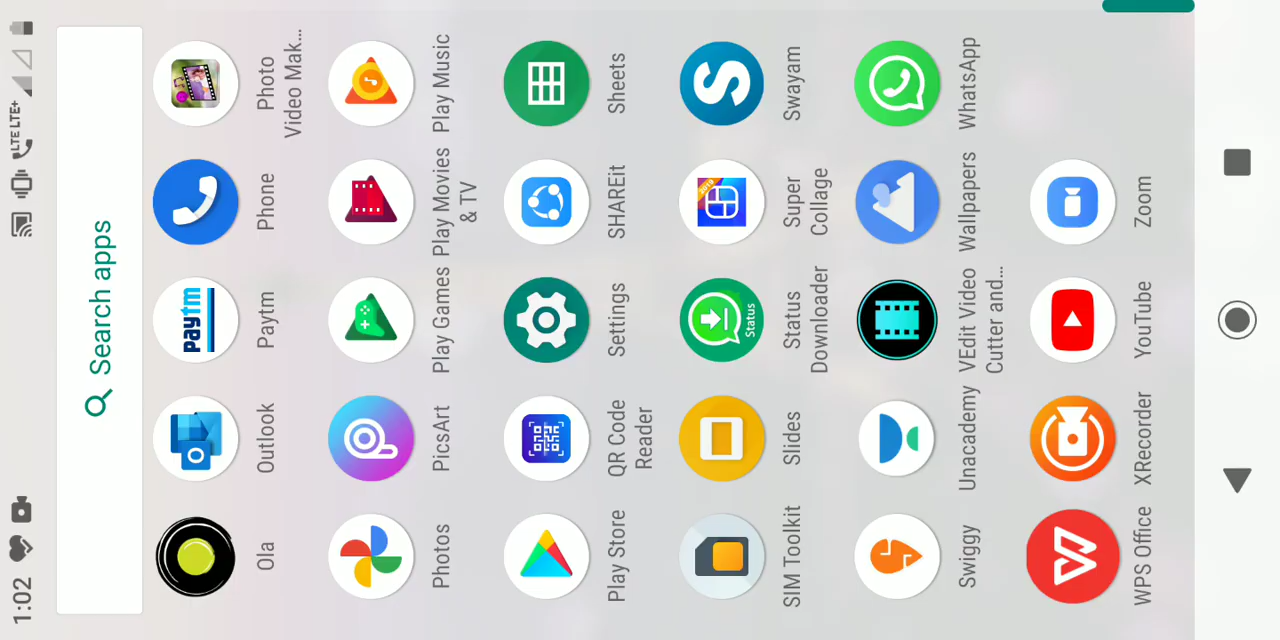 1:02
LTE LTE+
Search apps
Ola
Outlook
Paytm
Paytm
Phone
Photo
Video Mak...
Photos
PicsArt
Play Games
Play Movies
& TV
Play Music
Play Store
QR Code
Reader
Settings
SHAREit
Sheets
SIM Toolkit
Slides
Status
Status
Downloader
2019
Super
Collage
S
Swayam
Swiggy
Unacademy
VEdit Video
Cutter and...
Wallpapers
WhatsApp
W
WPS Office
XRecorder
YouTube
Zoom